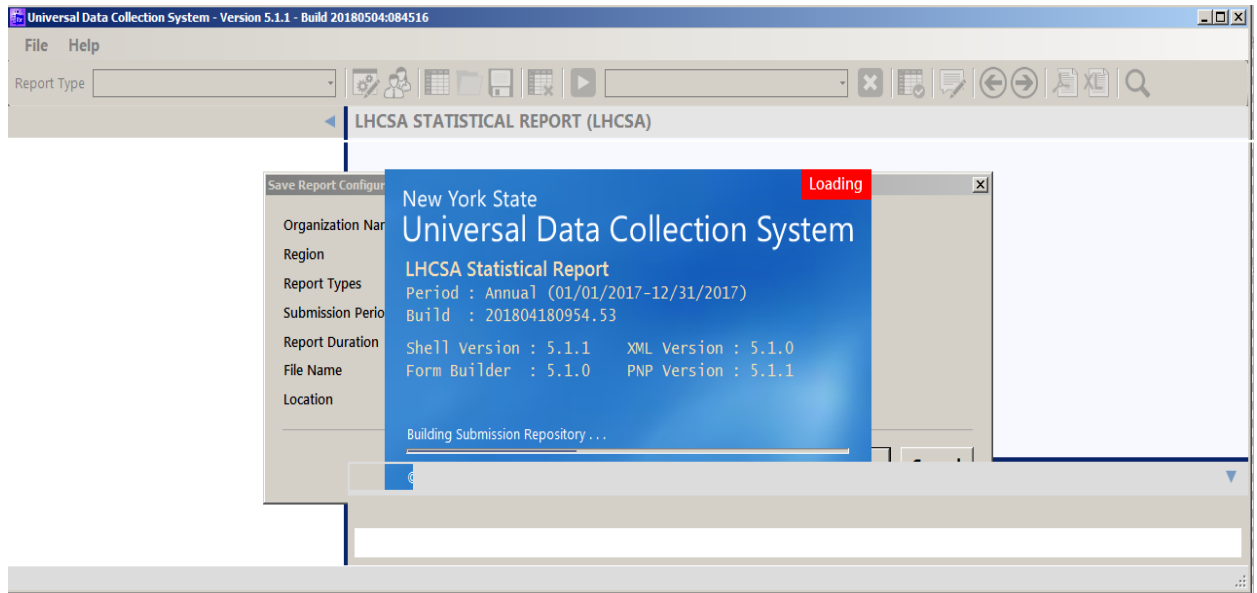 Universal Data Collection System - Version 5.1.1 - Build 20180504:084516
File Help
Report Type
LHCSA STATISTICAL REPORT (LHCSA)
Save Report Configur
Loading
New York State
Universal Data Collection System
LHCSA Statistical Report
Period : Annual (01/01/2017-12/31/2017)
Build : 201804180954.53
Shell Version : 5.1.1 XML Version : 5.1.0
Form Builder : 5.1.0 PNP Version : 5.1.1
Building Submission Repository . . .
©
Organization Nar
Region
Report Types
Submission Perio
Report Duration
File Name
Location